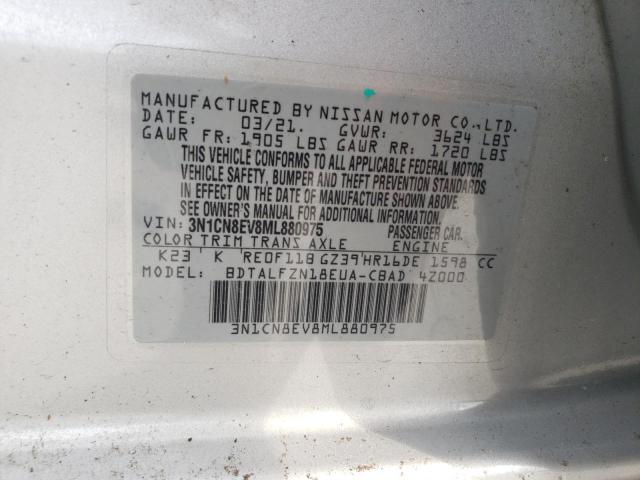 MANUFACTURED BY NISSAN MOTOR CO., LTD.
DATE: 03/21. GVWR: 3624 LBS
GAWR FR: 1905 LBS GAWR RR: 1720 LBS
THIS VEHICLE CONFORMS TO ALL APPLICABLE FEDERAL MOTOR
VEHICLE SAFETY, BUMPER AND THEFT PREVENTION STANDARDS
IN EFFECT ON THE DATE OF MANUFACTURE SHOWN ABOVE.
SEE OWNER'S MANUAL FOR ADDITIONAL INFORMATION.
VIN: 3N1CN8EV8ML880975 PASSENGER CAR.
COLOR TRIM TRANS AXLE ENGINE
K23 K RE0F11B GZ39 HR16DE 1598 CC
MODEL: BDTALFZN18EUA-CBAD 4Z000
3N1CN8EV8ML880975